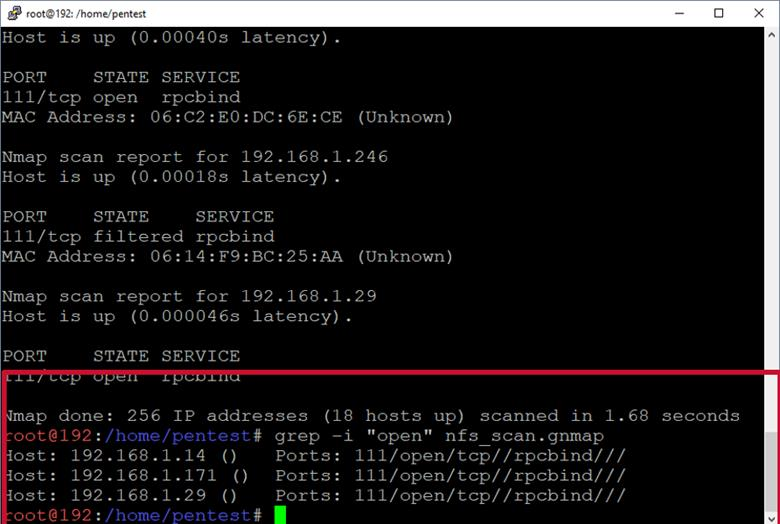 root@192: /home/pentest
Host is up (0.00040s latency).
PORT    STATE SERVICE
111/tcp open  rpcbind
MAC Address: 06:C2:E0:DC:6E:CE (Unknown)
Nmap scan report for 192.168.1.246
Host is up (0.00018s latency).
PORT    STATE    SERVICE
111/tcp filtered rpcbind
MAC Address: 06:14:F9:BC:25:AA (Unknown)
Nmap scan report for 192.168.1.29
Host is up (0.000046s latency).
PORT    STATE SERVICE
111/tcp open  rpcbind
Nmap done: 256 IP addresses (18 hosts up) scanned in 1.68 seconds
root@192:/home/pentest# grep -i "open" nfs_scan.gnmap
Host: 192.168.1.14 ()   Ports: 111/open/tcp//rpcbind///
Host: 192.168.1.171 ()  Ports: 111/open/tcp//rpcbind///
Host: 192.168.1.29 ()   Ports: 111/open/tcp//rpcbind///
root@192:/home/pentest#